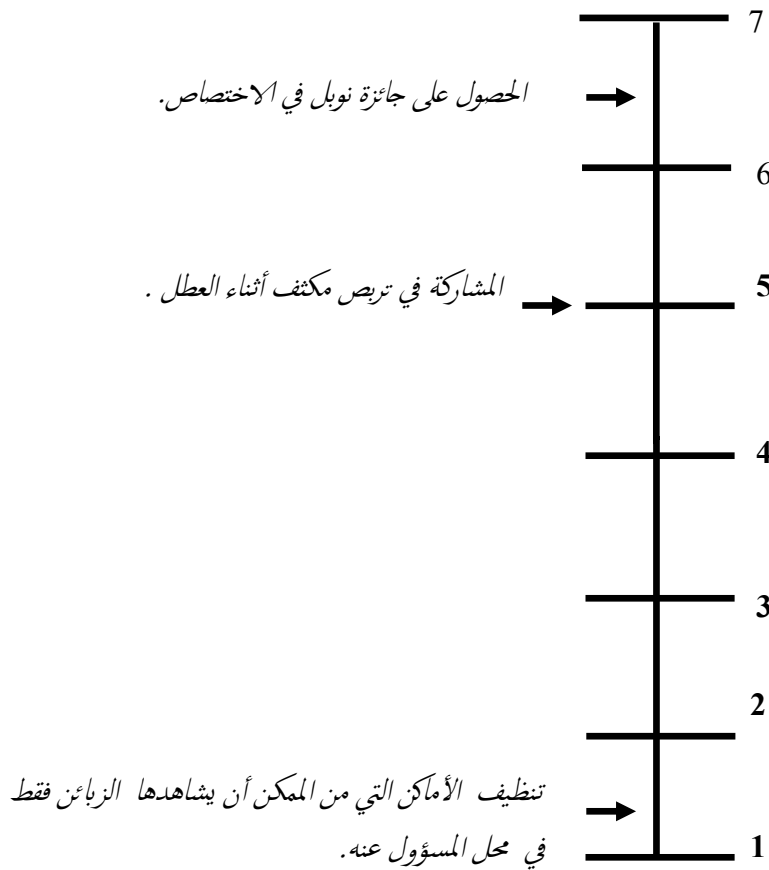 7
الحصول على جائزة نوبل في الاختصاص.
6
المشاركة في تربص مكثف أثناء العطل .
5
4
3
2
تنظيف الأماكن التي من الممكن أن يشاهدها الزبائن فقط
في محل المسؤول عنه.
1